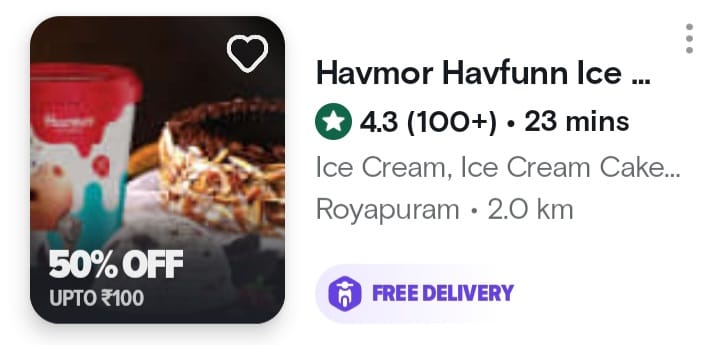 Havmor
50% OFF
UPTO ₹100
Havmor Havfunn Ice ...
4.3 (100+) • 23 mins
Ice Cream, Ice Cream Cake...
Royapuram • 2.0 km
FREE DELIVERY